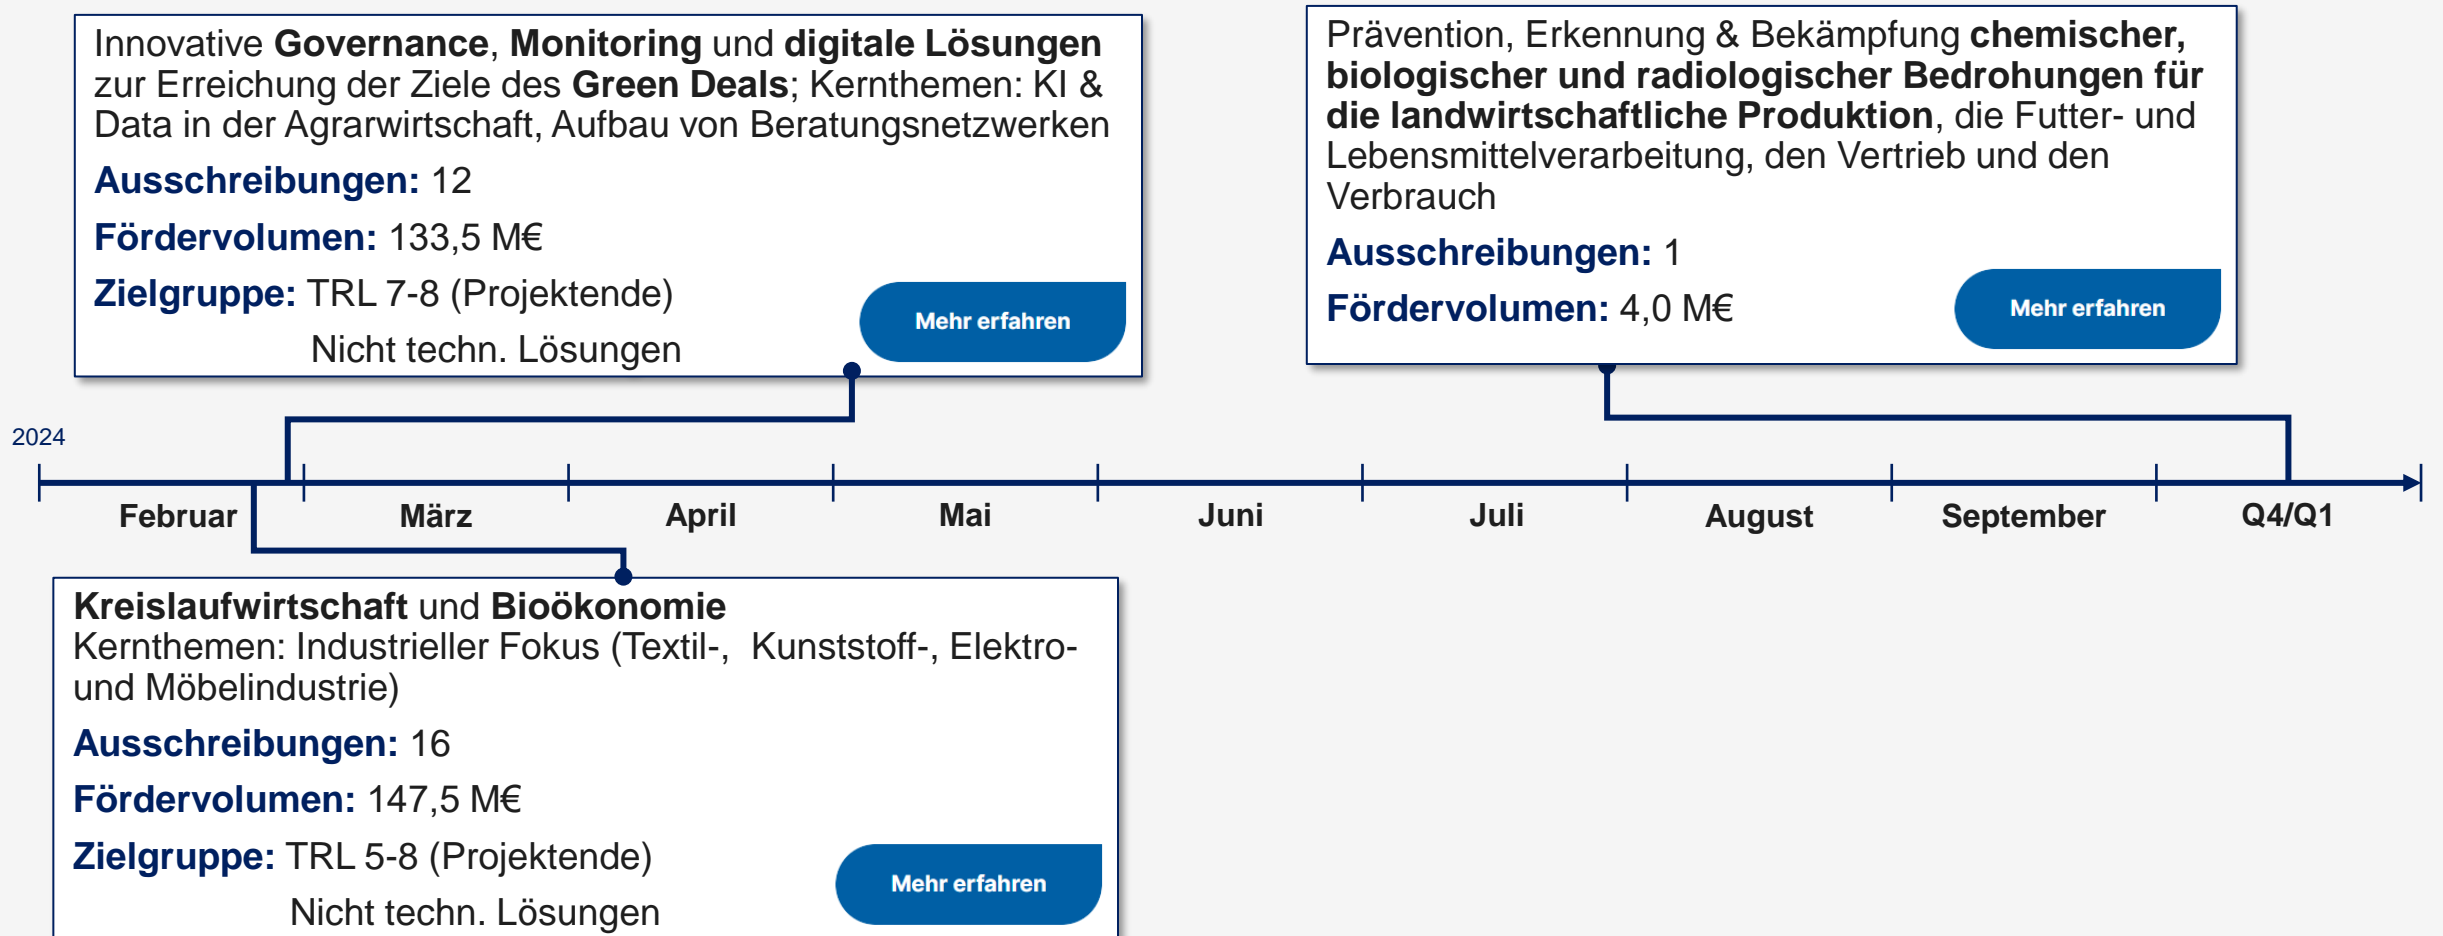 Innovative Governance, Monitoring und digitale Lösungen
zur Erreichung der Ziele des Green Deals; Kernthemen: KI &
Data in der Agrarwirtschaft, Aufbau von Beratungsnetzwerken
Ausschreibungen: 12
Fördervolumen: 133,5 M€
Zielgruppe: TRL 7-8 (Projektende)
Nicht techn. Lösungen
Mehr erfahren
Prävention, Erkennung & Bekämpfung chemischer,
biologischer und radiologischer Bedrohungen für
die landwirtschaftliche Produktion, die Futter- und
Lebensmittelverarbeitung, den Vertrieb und den
Verbrauch
Ausschreibungen: 1
Fördervolumen: 4,0 M€
Mehr erfahren
2024
Februar März April Mai Juni Juli August September Q4/Q1
Kreislaufwirtschaft und Bioökonomie
Kernthemen: Industrieller Fokus (Textil-, Kunststoff-, Elektro-
und Möbelindustrie)
Ausschreibungen: 16
Fördervolumen: 147,5 M€
Zielgruppe: TRL 5-8 (Projektende)
Nicht techn. Lösungen
Mehr erfahren